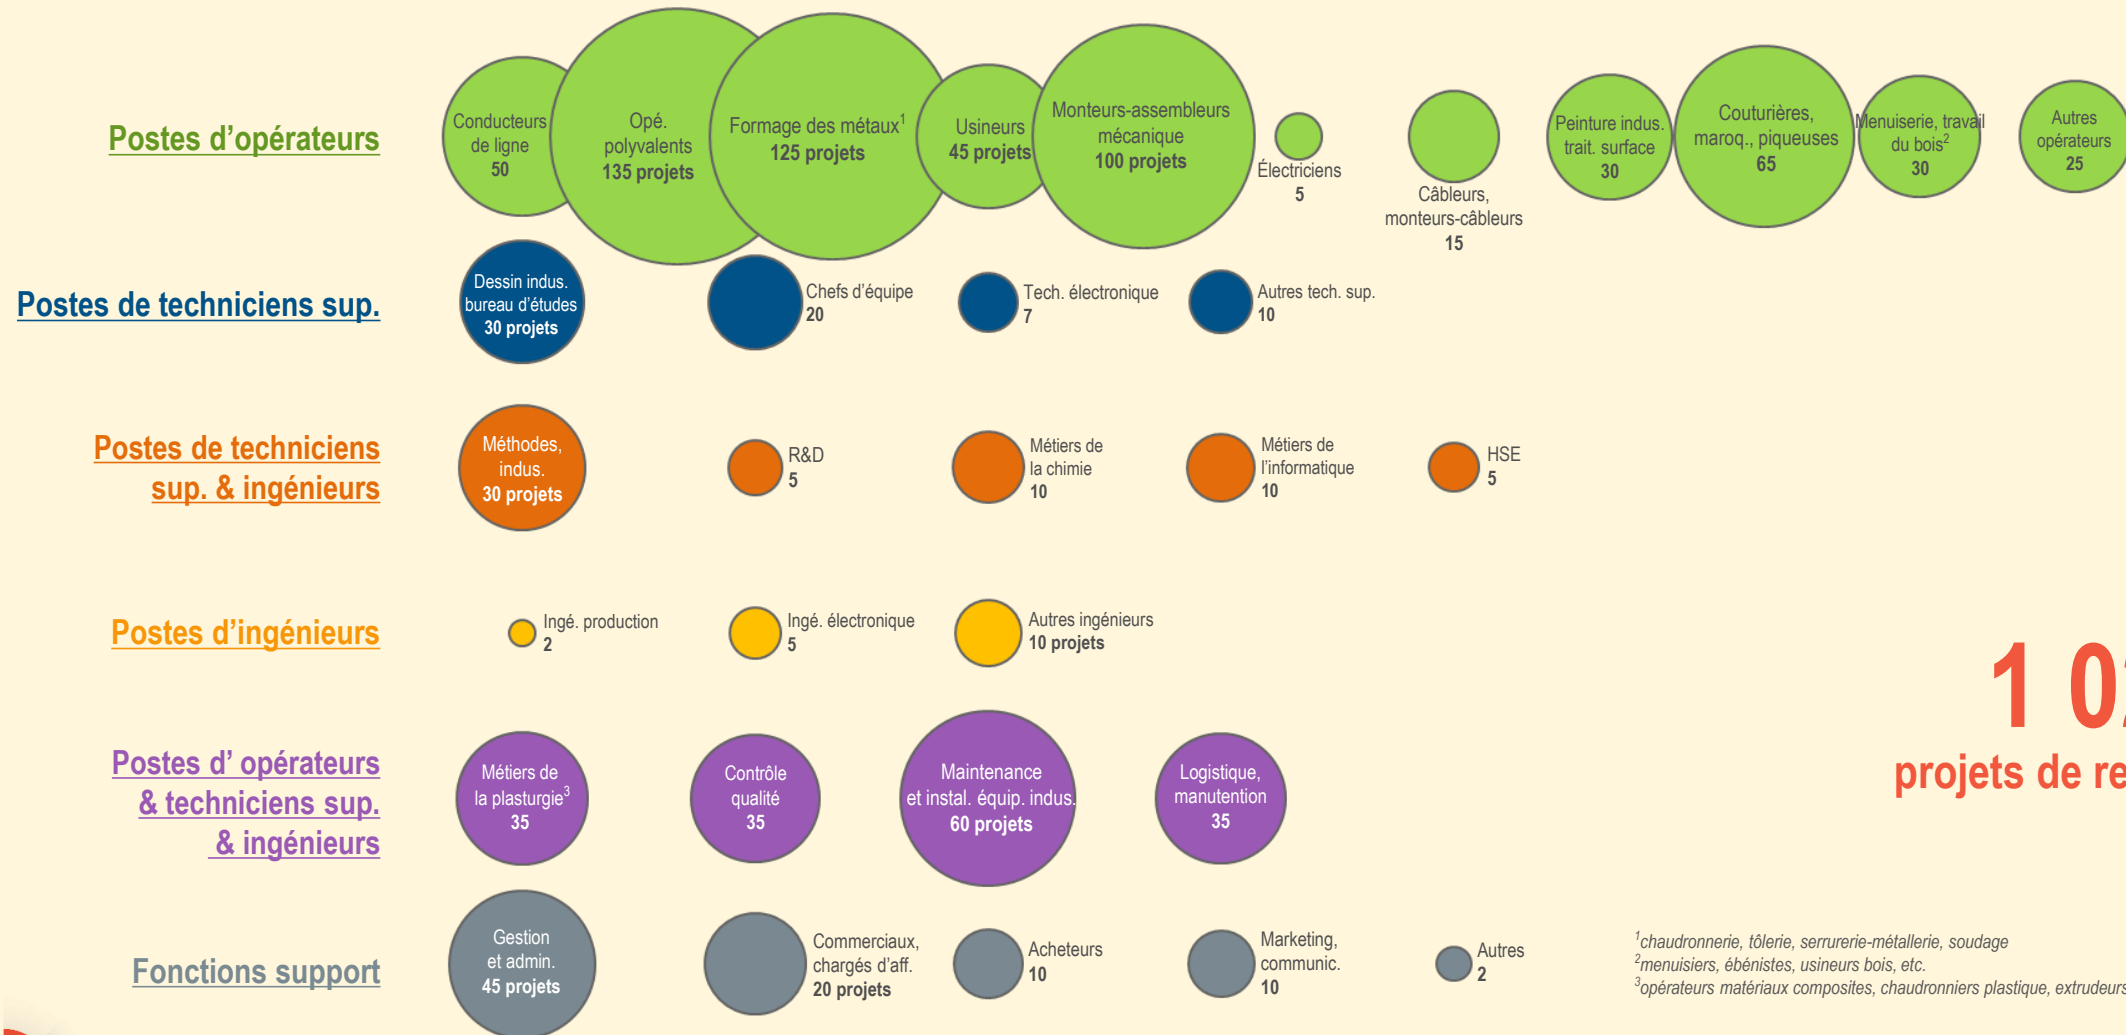 Postes d'opérateurs
Conducteurs
de ligne
50
Opé.
polyvalents
135 projets
Formage des métaux¹
125 projets
Usineurs
45 projets
Monteurs-assembleurs
mécanique
100 projets
Électriciens
5
Câbleurs,
monteurs-câbleurs
15
Peinture indus.
trait. surface
30
Couturières,
maroq., piqueuses
65
Menuiserie, travail
du bois²
30
Autres
opérateurs
25
Postes de techniciens sup.
Dessin indus.
bureau d'études
30 projets
Chefs d'équipe
20
Tech. électronique
7
Autres tech. sup.
10
Postes de techniciens
sup. & ingénieurs
Méthodes,
indus.
30 projets
R&D
5
Métiers de
la chimie
10
Métiers de
l'informatique
10
HSE
5
Postes d'ingénieurs
Ingé. production
2
Ingé. électronique
5
Autres ingénieurs
10 projets
1 02
projets de re
Postes d' opérateurs
& techniciens sup.
& ingénieurs
Métiers de
la plasturgie³
35
Contrôle
qualité
35
Maintenance
et instal. équip. indus.
60 projets
Logistique,
manutention
35
Fonctions support
Gestion
et admin.
45 projets
Commerciaux,
chargés d'aff.
20 projets
Acheteurs
10
Marketing,
communic.
10
Autres
2
¹chaudronnerie, tôlerie, serrurerie-métallerie, soudage
²menuisiers, ébénistes, usineurs bois, etc.
³opérateurs matériaux composites, chaudronniers plastique, extrudeurs